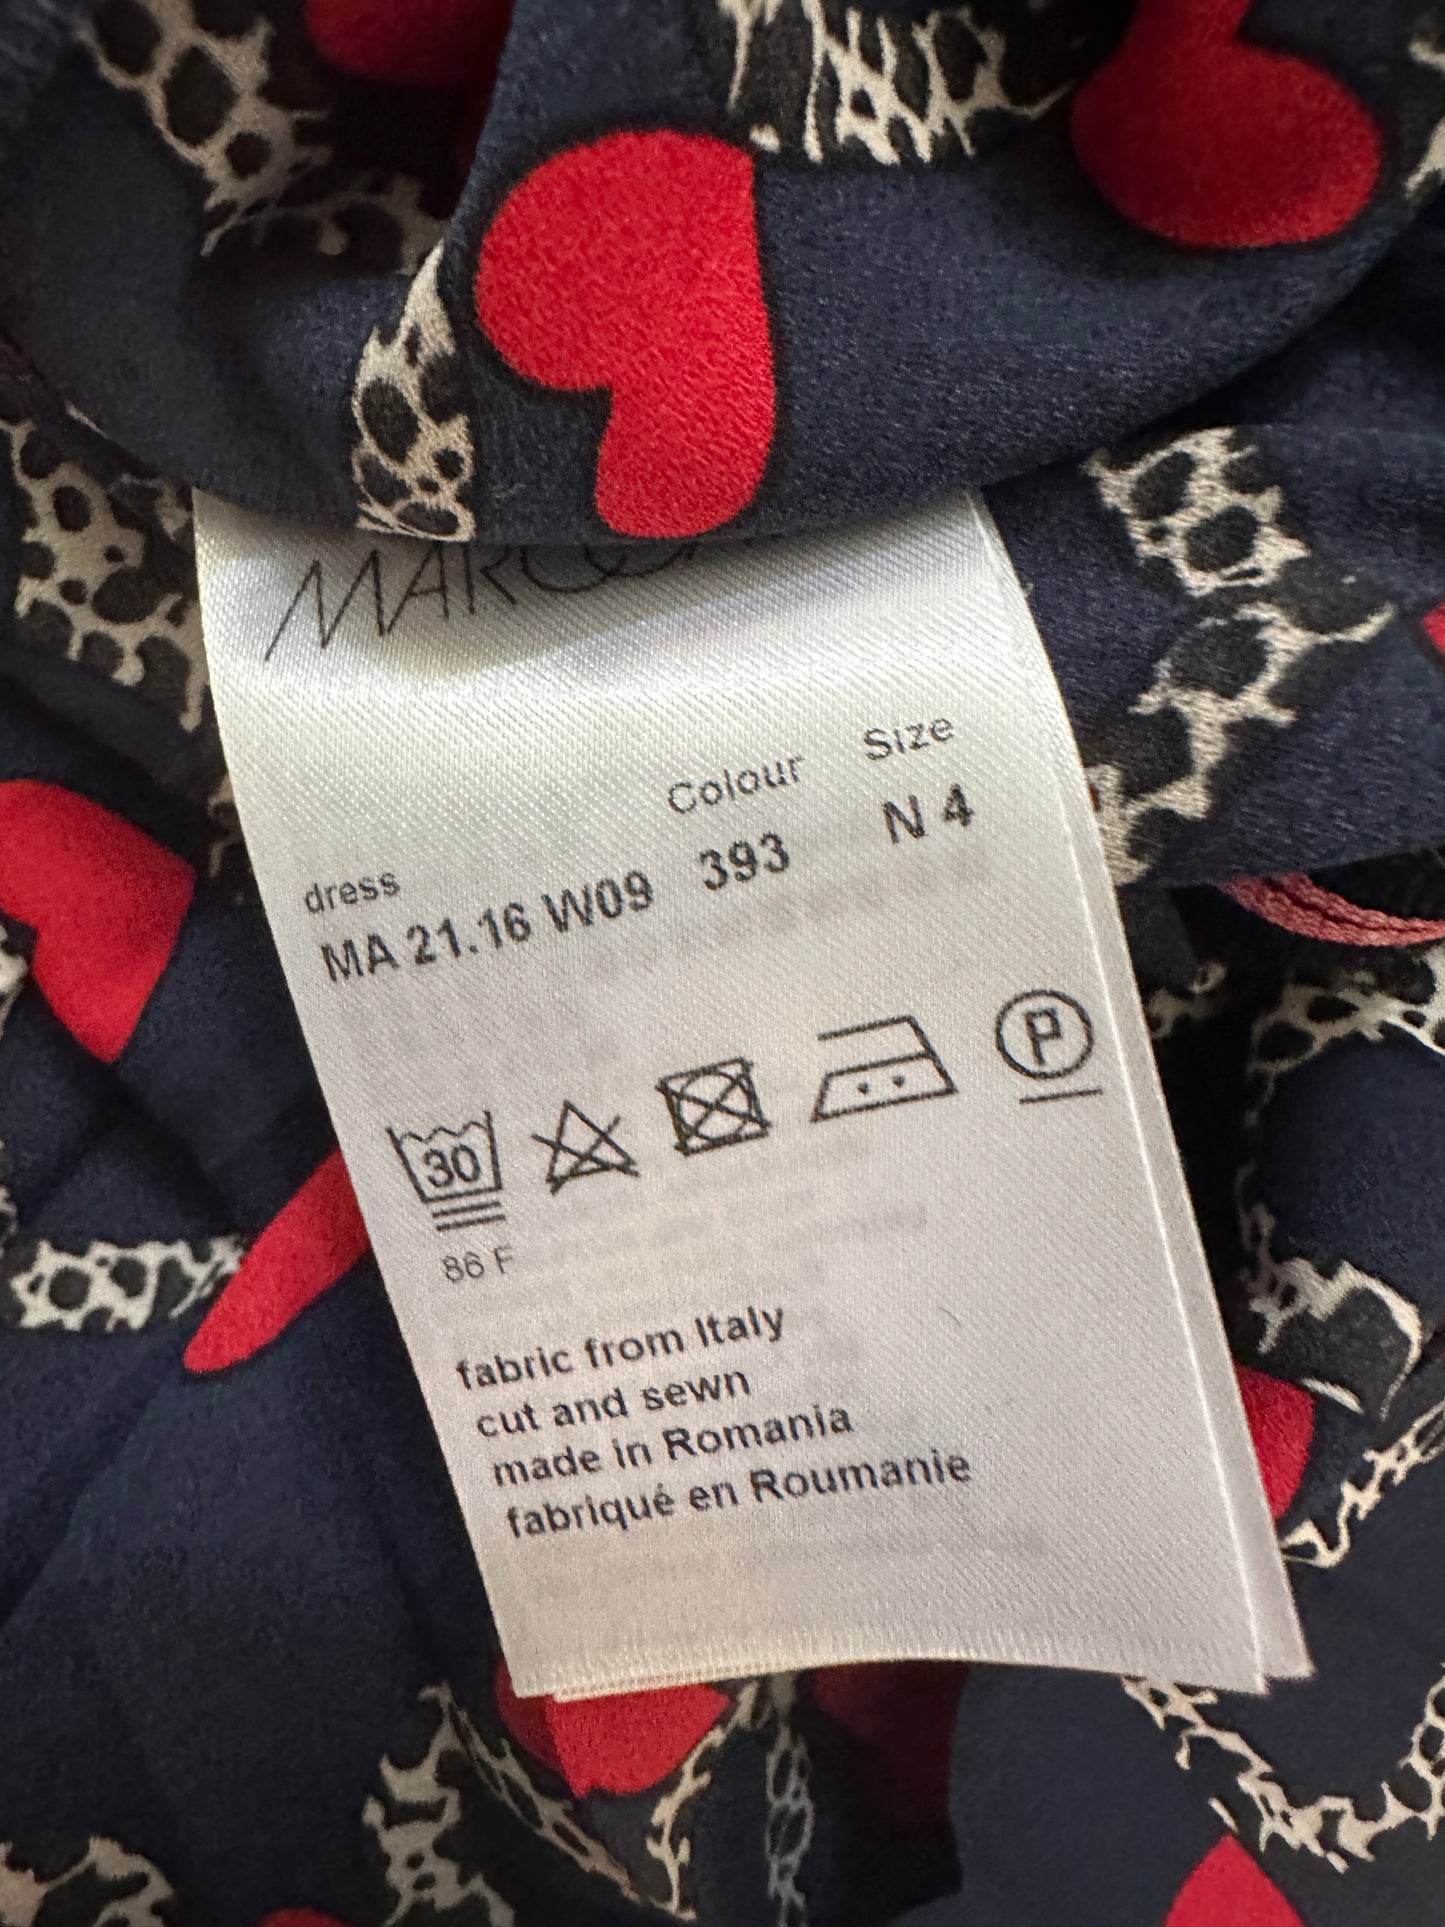 dress Colour Size
MA 21.16 W09 393 N 4
30
P
86 F
fabric from Italy
cut and sewn
made in Romania
fabriqué en Roumanie